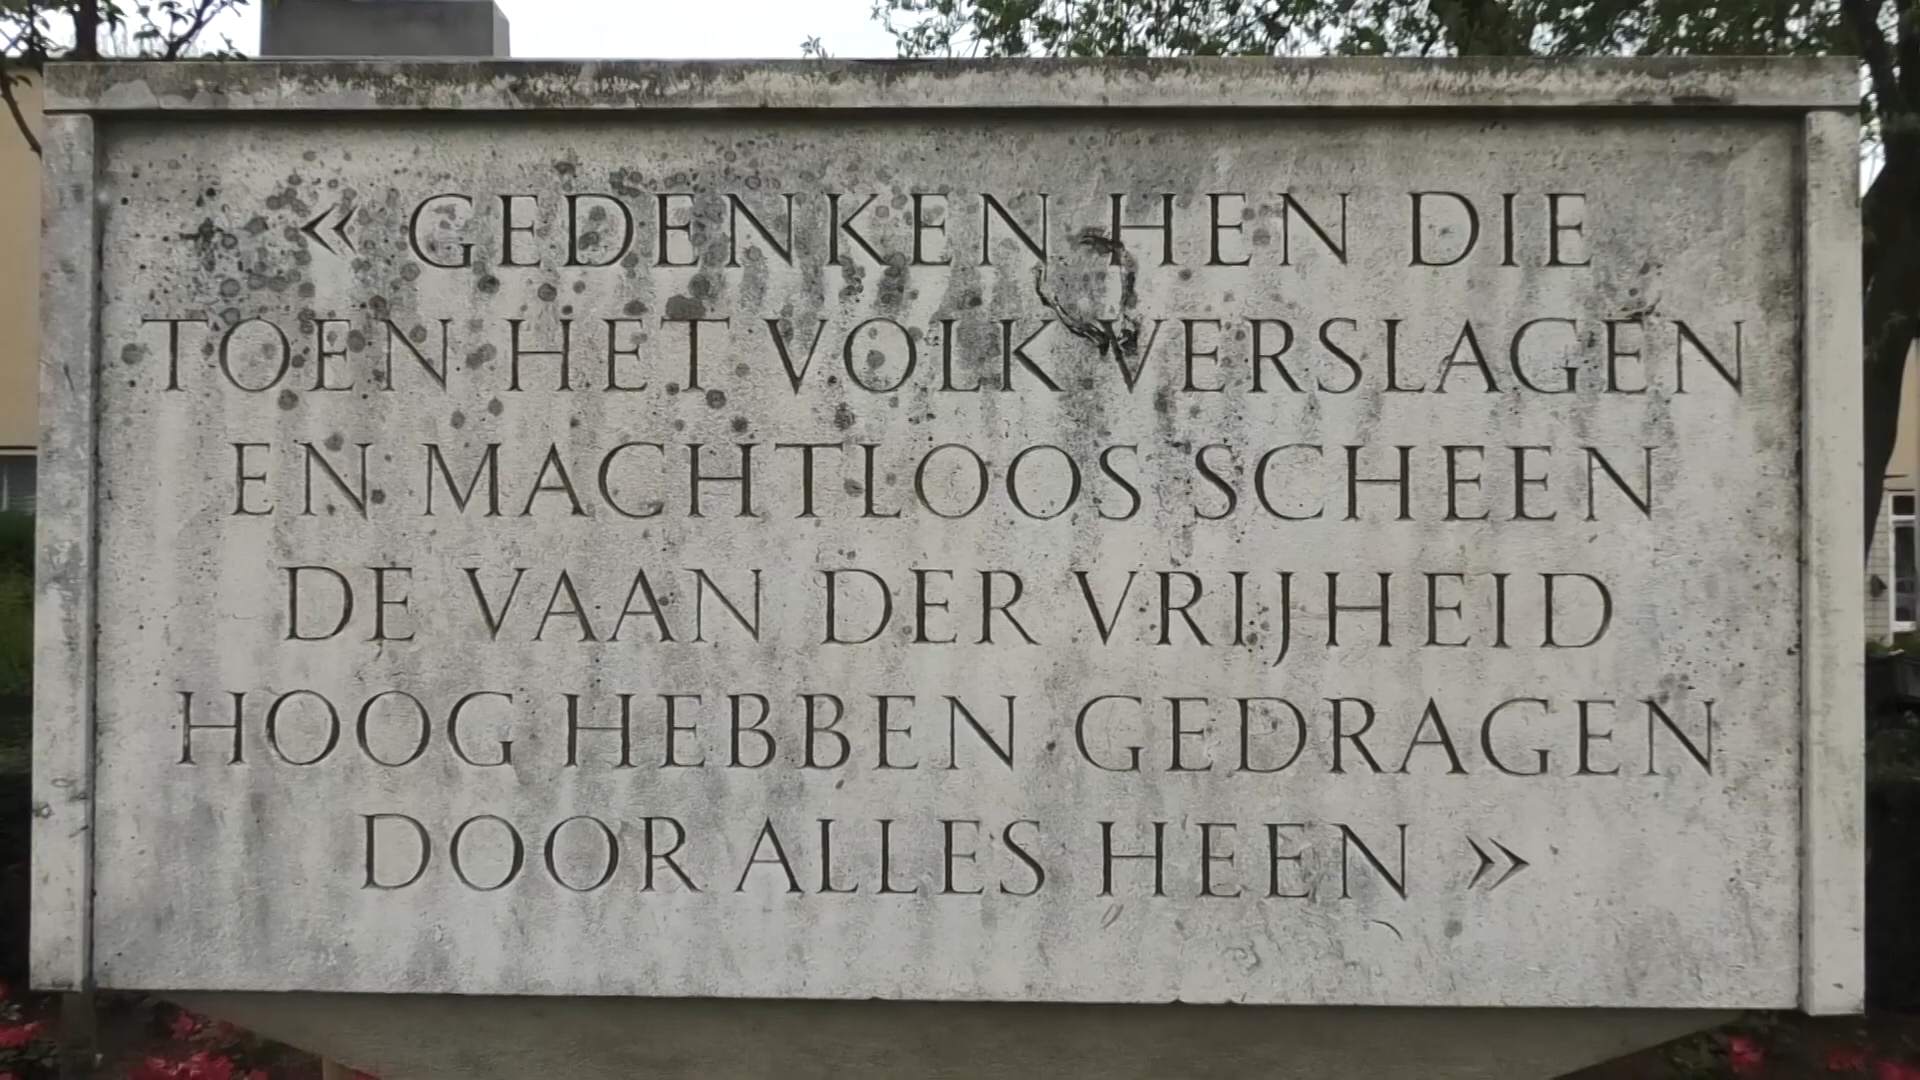 « GEDENKEN HEN DIE
TOEN HET VOLK VERSLAGEN
EN MACHTLOOS SCHEEN
DE VAAN DER VRIJHEID
HOOG HEBBEN GEDRAGEN
DOOR ALLES HEEN »